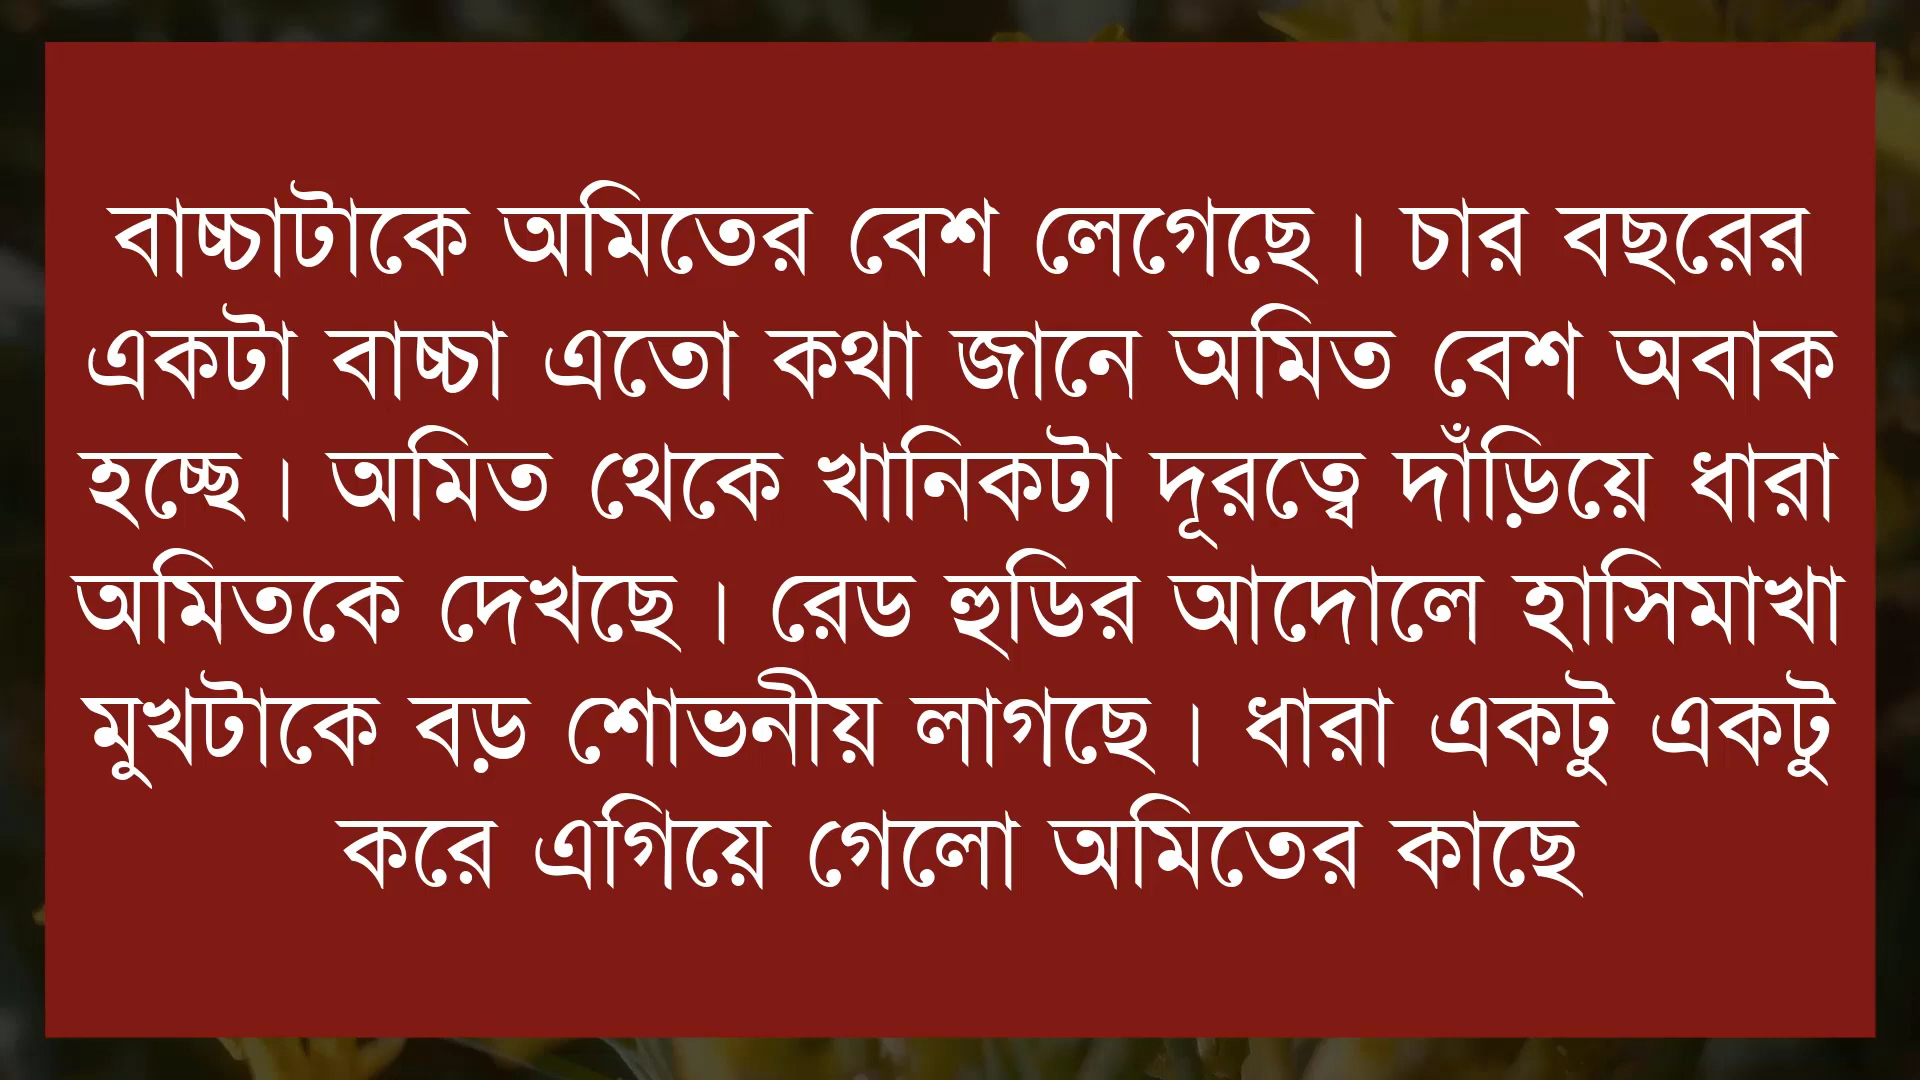 বাচ্চাটাকে অমিতের বেশ লেগেছে। চার বছরের
একটা বাচ্চা এতো কথা জানে অমিত বেশ অবাক
হচ্ছে। অমিত থেকে খানিকটা দূরত্বে দাঁড়িয়ে ধারা
অমিতকে দেখছে। রেড হুডির আদোলে হাসিমাখা
মুখটাকে বড় শোভনীয় লাগছে। ধারা একটু একটু
করে এগিয়ে গেলো অমিতের কাছে